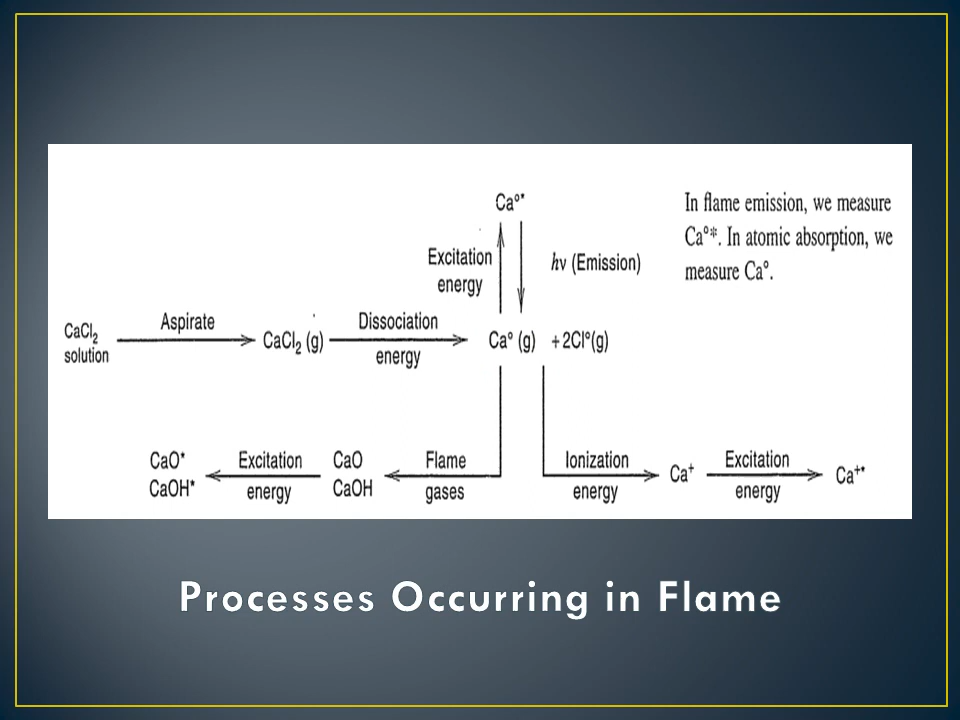 Ca°*
In flame emission, we measure
Ca°*. In atomic absorption, we
measure Ca°.
Excitation
energy
hν (Emission)
CaCl₂
solution
Aspirate
CaCl₂ (g)
Dissociation
energy
Ca° (g) + 2Cl°(g)
CaO*
CaOH*
Excitation
energy
CaO
CaOH
Flame
gases
Ionization
energy
Ca⁺
Excitation
energy
Ca⁺*
Processes Occurring in Flame